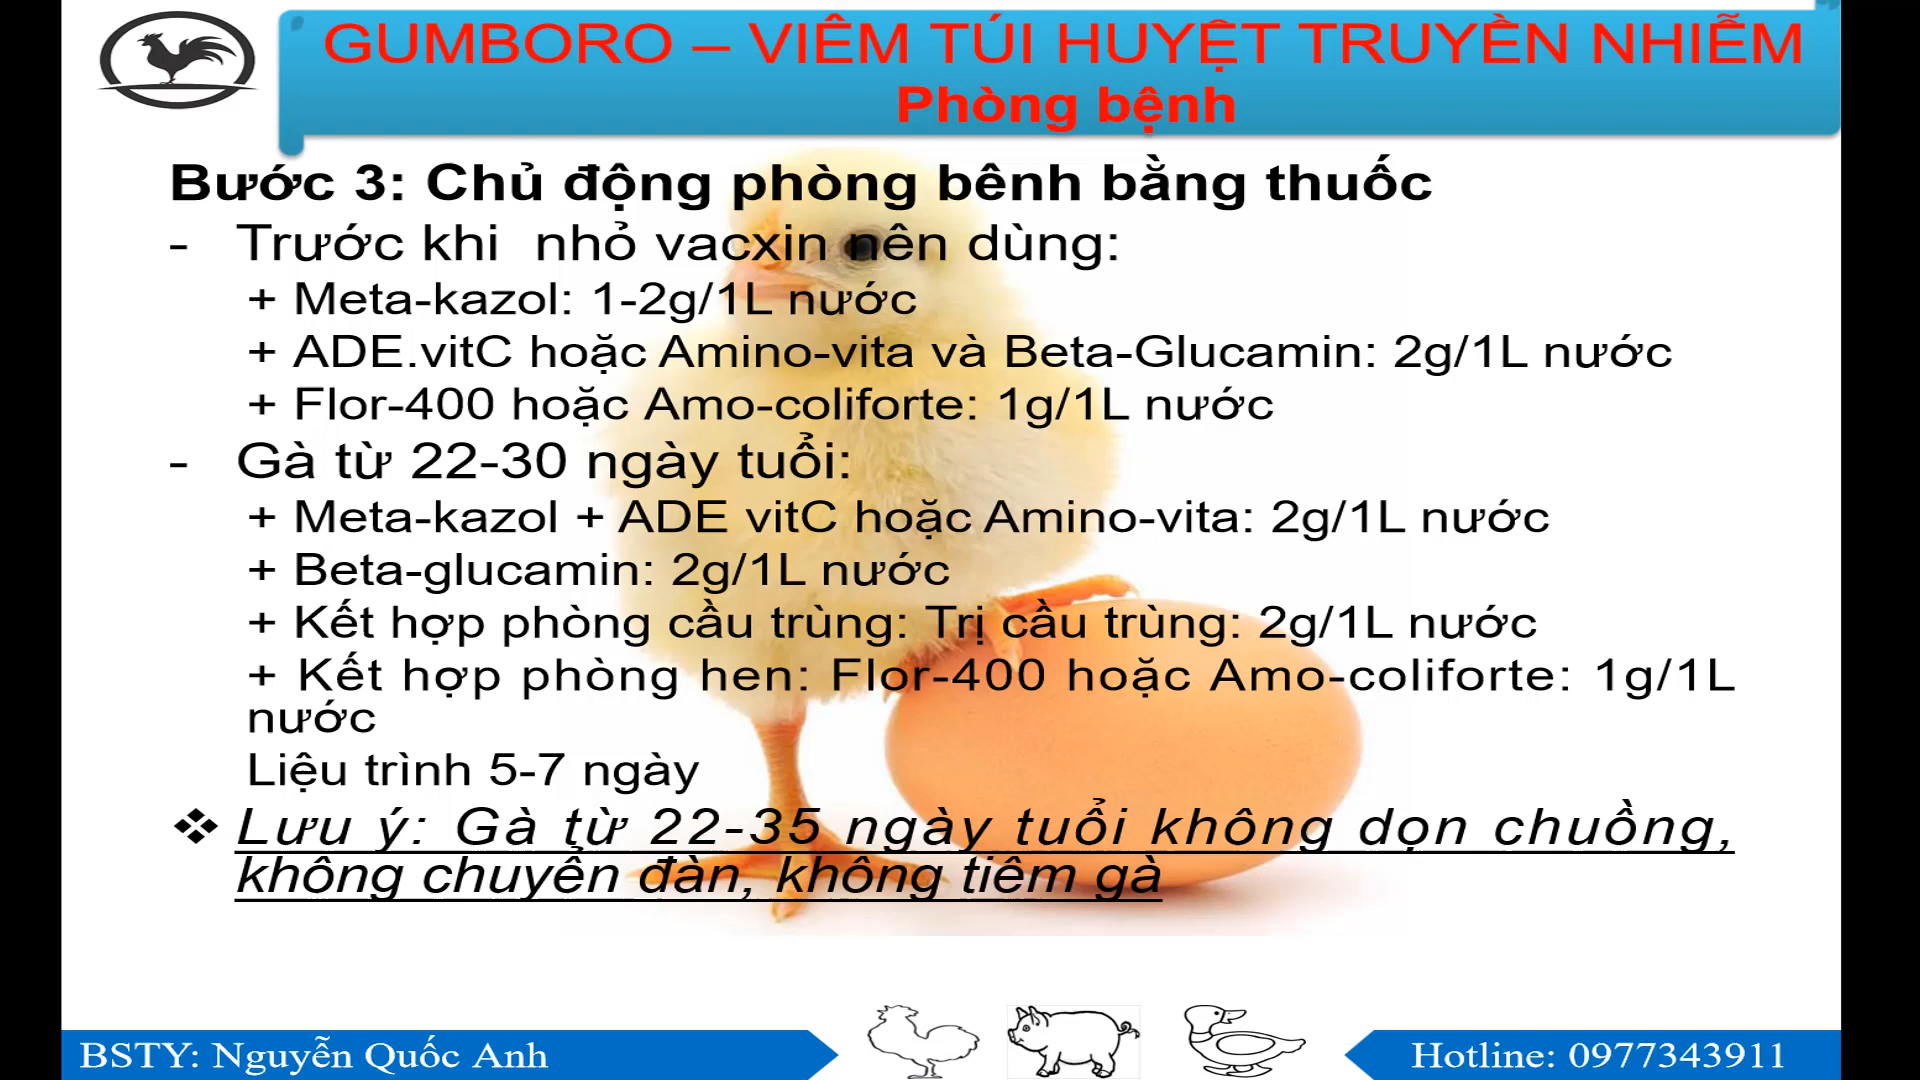 GUMBORO – VIÊM TÚI HUYỆT TRUYỀN NHIỄM
Phòng bệnh
Bước 3: Chủ động phòng bênh bằng thuốc
- Trước khi nhỏ vacxin nên dùng:
+ Meta-kazol: 1-2g/1L nước
+ ADE.vitC hoặc Amino-vita và Beta-Glucamin: 2g/1L nước
+ Flor-400 hoặc Amo-coliforte: 1g/1L nước
- Gà từ 22-30 ngày tuổi:
+ Meta-kazol + ADE vitC hoặc Amino-vita: 2g/1L nước
+ Beta-glucamin: 2g/1L nước
+ Kết hợp phòng cầu trùng: Trị cầu trùng: 2g/1L nước
+ Kết hợp phòng hen: Flor-400 hoặc Amo-coliforte: 1g/1L
nước
Liệu trình 5-7 ngày
❖ Lưu ý: Gà từ 22-35 ngày tuổi không dọn chuồng,
không chuyển đàn, không tiêm gà
BSTY: Nguyễn Quốc Anh
Hotline: 0977343911